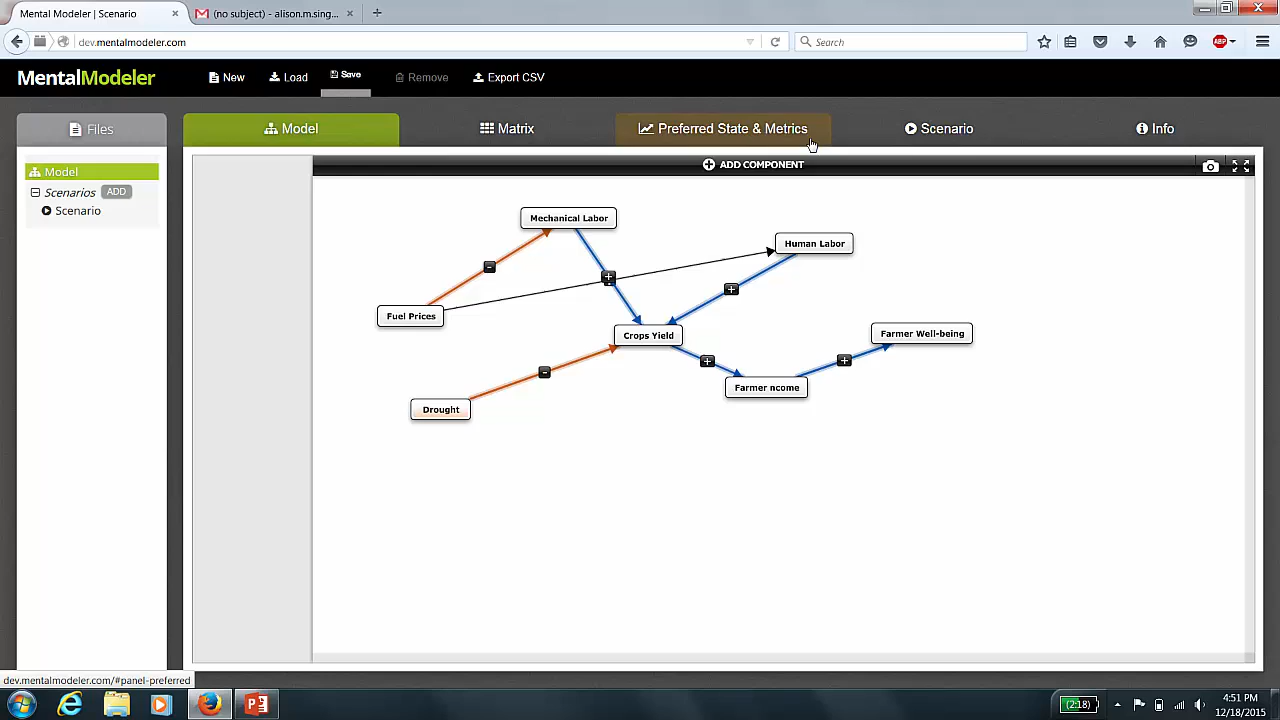 Mental Modeler | Scenario
(no subject) - alison.m.sing...
dev.mentalmodeler.com
Search
ABP
MentalModeler
New
Load
Save
Remove
Export CSV
Files
Model
Matrix
Preferred State & Metrics
Scenario
Info
Model
Scenarios ADD
Scenario
ADD COMPONENT
Mechanical Labor
Human Labor
Fuel Prices
Crops Yield
Farmer Well-being
Farmer ncome
Drought
dev.mentalmodeler.com/#panel-preferred
(2:18)
4:51 PM
12/18/2015